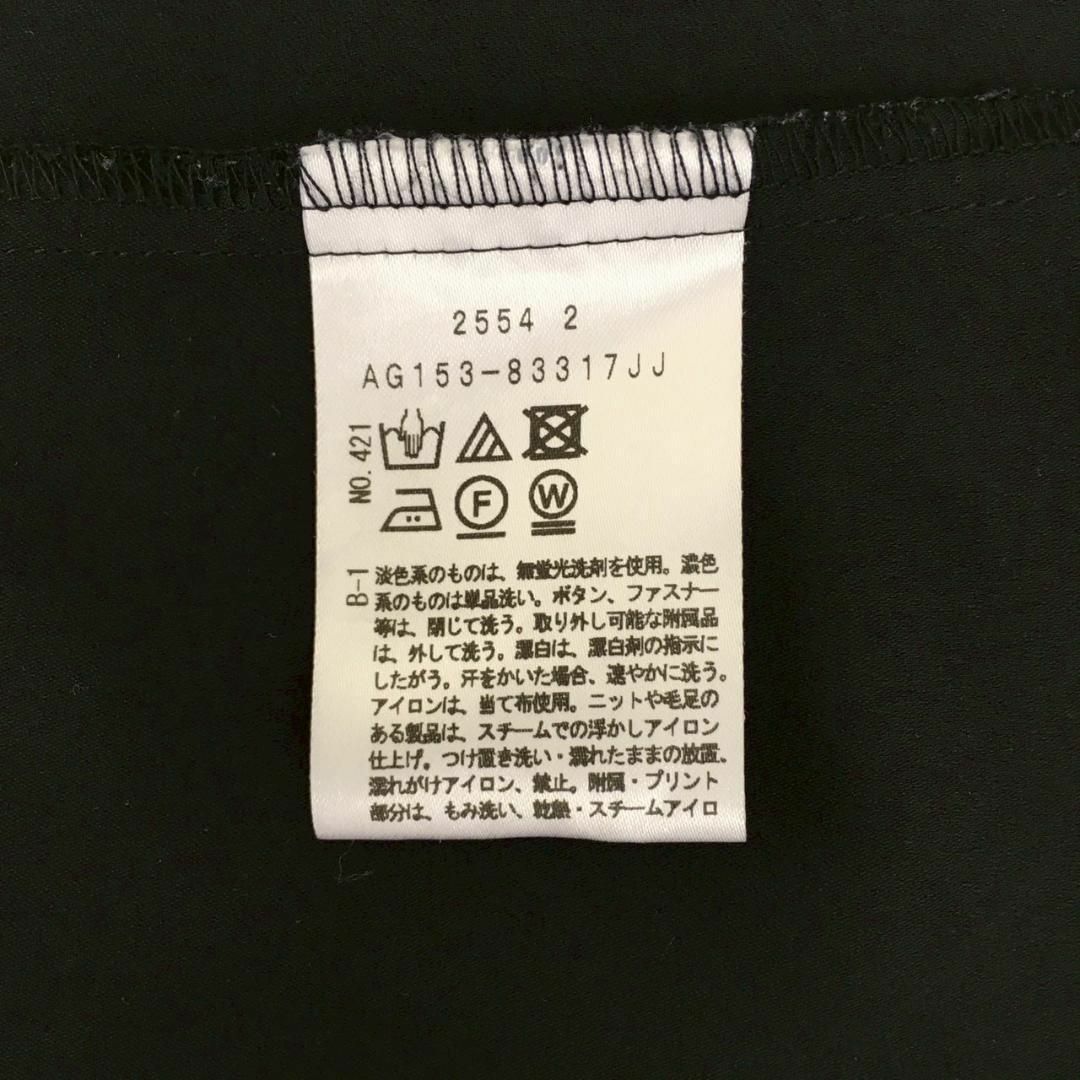 2554 2
AG153-83317JJ
NO.421
F
W
B-1
淡色系のものは、無蛍光洗剤を使用。濃色
系のものは単品洗い。ボタン、ファスナー
等は、閉じて洗う。取り外し可能な附属品
は、外して洗う。漂白は、漂白剤の指示に
したがう。汗をかいた場合、速やかに洗う。
アイロンは、当て布使用。ニットや毛足の
ある製品は、スチームでの浮かしアイロン
仕上げ。つけ置き洗い・濡れたままの放置、
濡れがけアイロン、禁止。附属・プリント
部分は、もみ洗い、乾熱・スチームアイロ